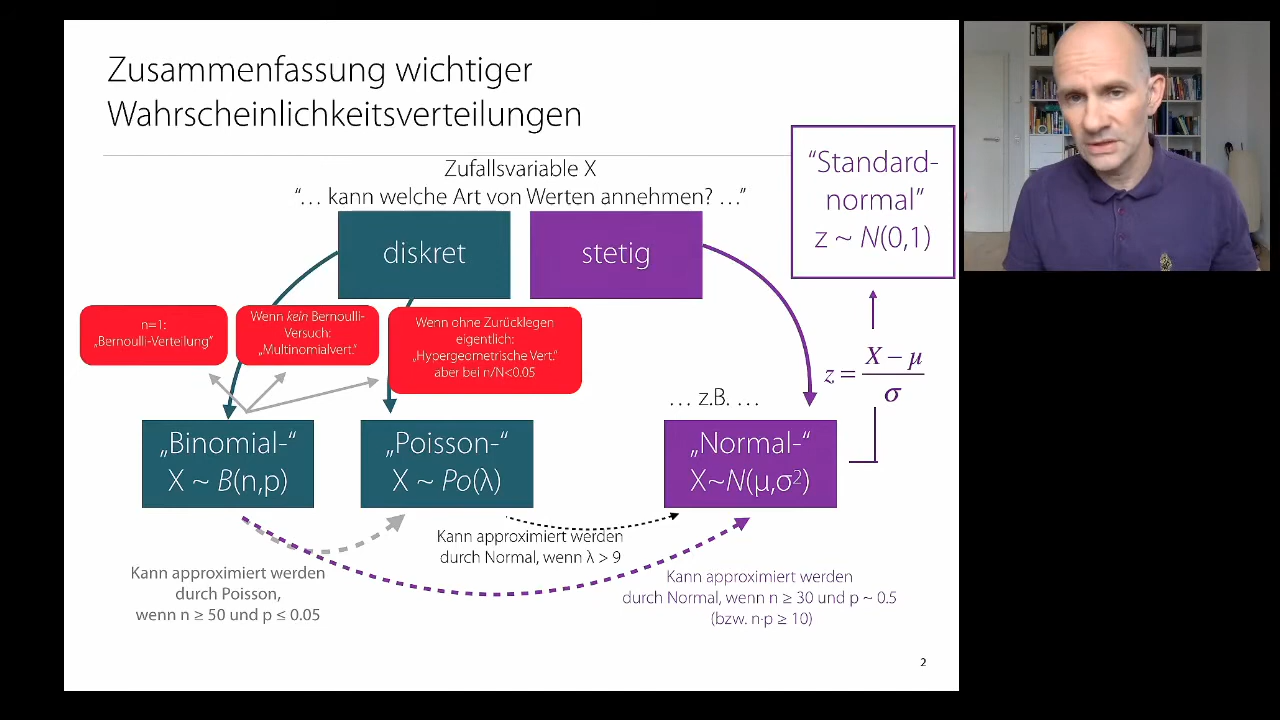 Zusammenfassung wichtiger
Wahrscheinlichkeitsverteilungen
Zufallsvariable X
“… kann welche Art von Werten annehmen? …”
“Standard-
normal”
z ~ N(0,1)
diskret
stetig
n=1:
„Bernoulli-Verteilung“
Wenn kein Bernoulli-
Versuch:
„Multinomialvert.“
Wenn ohne Zurücklegen
eigentlich:
„Hypergeometrische Vert.“
aber bei n/N<0.05
z = (X − μ) / σ
… z.B. …
„Binomial-“
X ~ B(n,p)
„Poisson-“
X ~ Po(λ)
„Normal-“
X~N(μ,σ²)
Kann approximiert werden
durch Normal, wenn λ > 9
Kann approximiert werden
durch Poisson,
wenn n ≥ 50 und p ≤ 0.05
Kann approximiert werden
durch Normal, wenn n ≥ 30 und p ~ 0.5
(bzw. n·p ≥ 10)
2